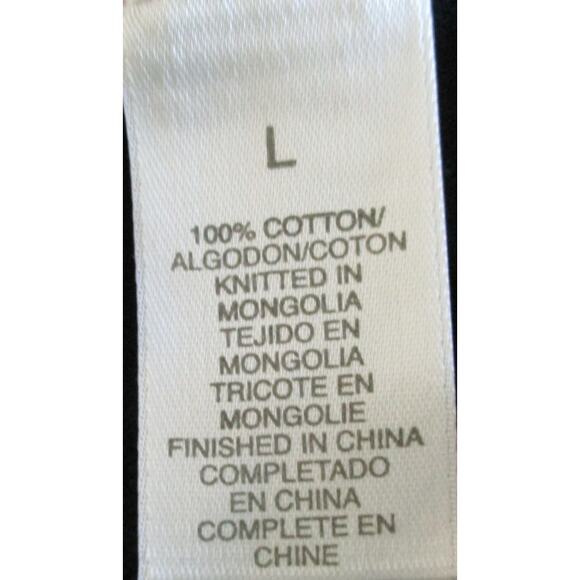 L
100% COTTON/
ALGODON/COTON
KNITTED IN
MONGOLIA
TEJIDO EN
MONGOLIA
TRICOTE EN
MONGOLIE
FINISHED IN CHINA
COMPLETADO
EN CHINA
COMPLETE EN
CHINE